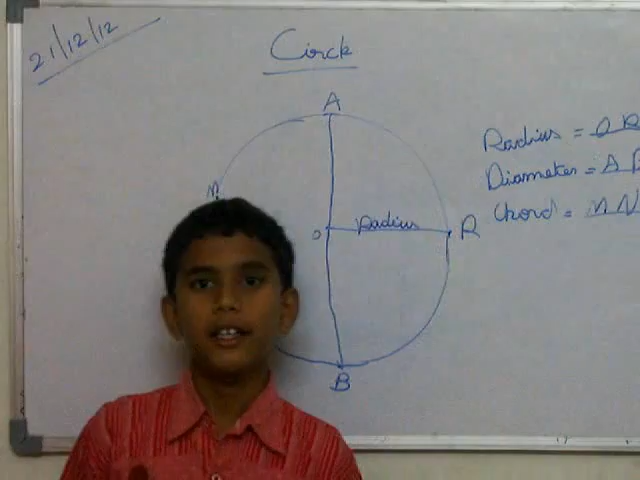 21/12/12
Circle
A
Radius = OR
Diameter = AB
Chord = MN
M
O
Radius
R
B